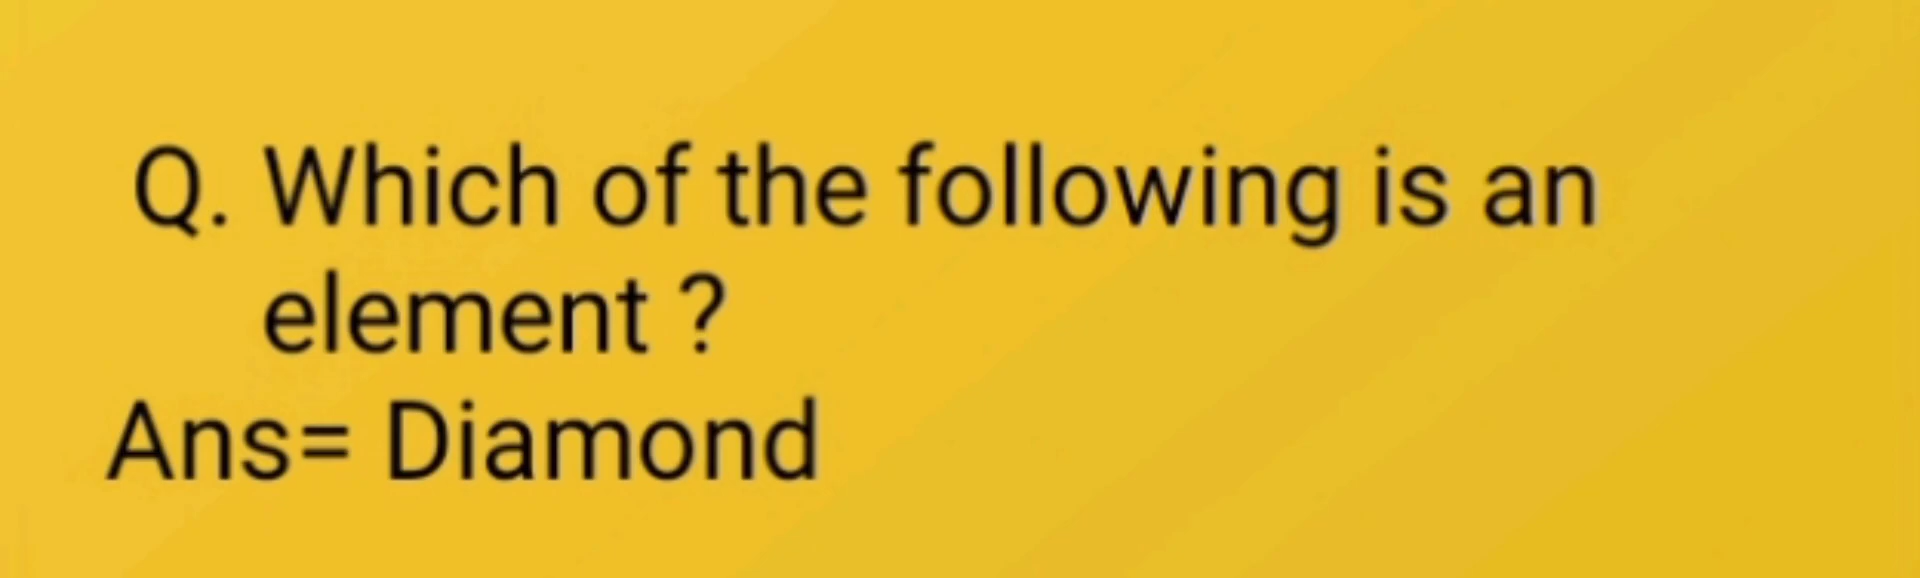 Q. Which of the following is an
element ?
Ans= Diamond